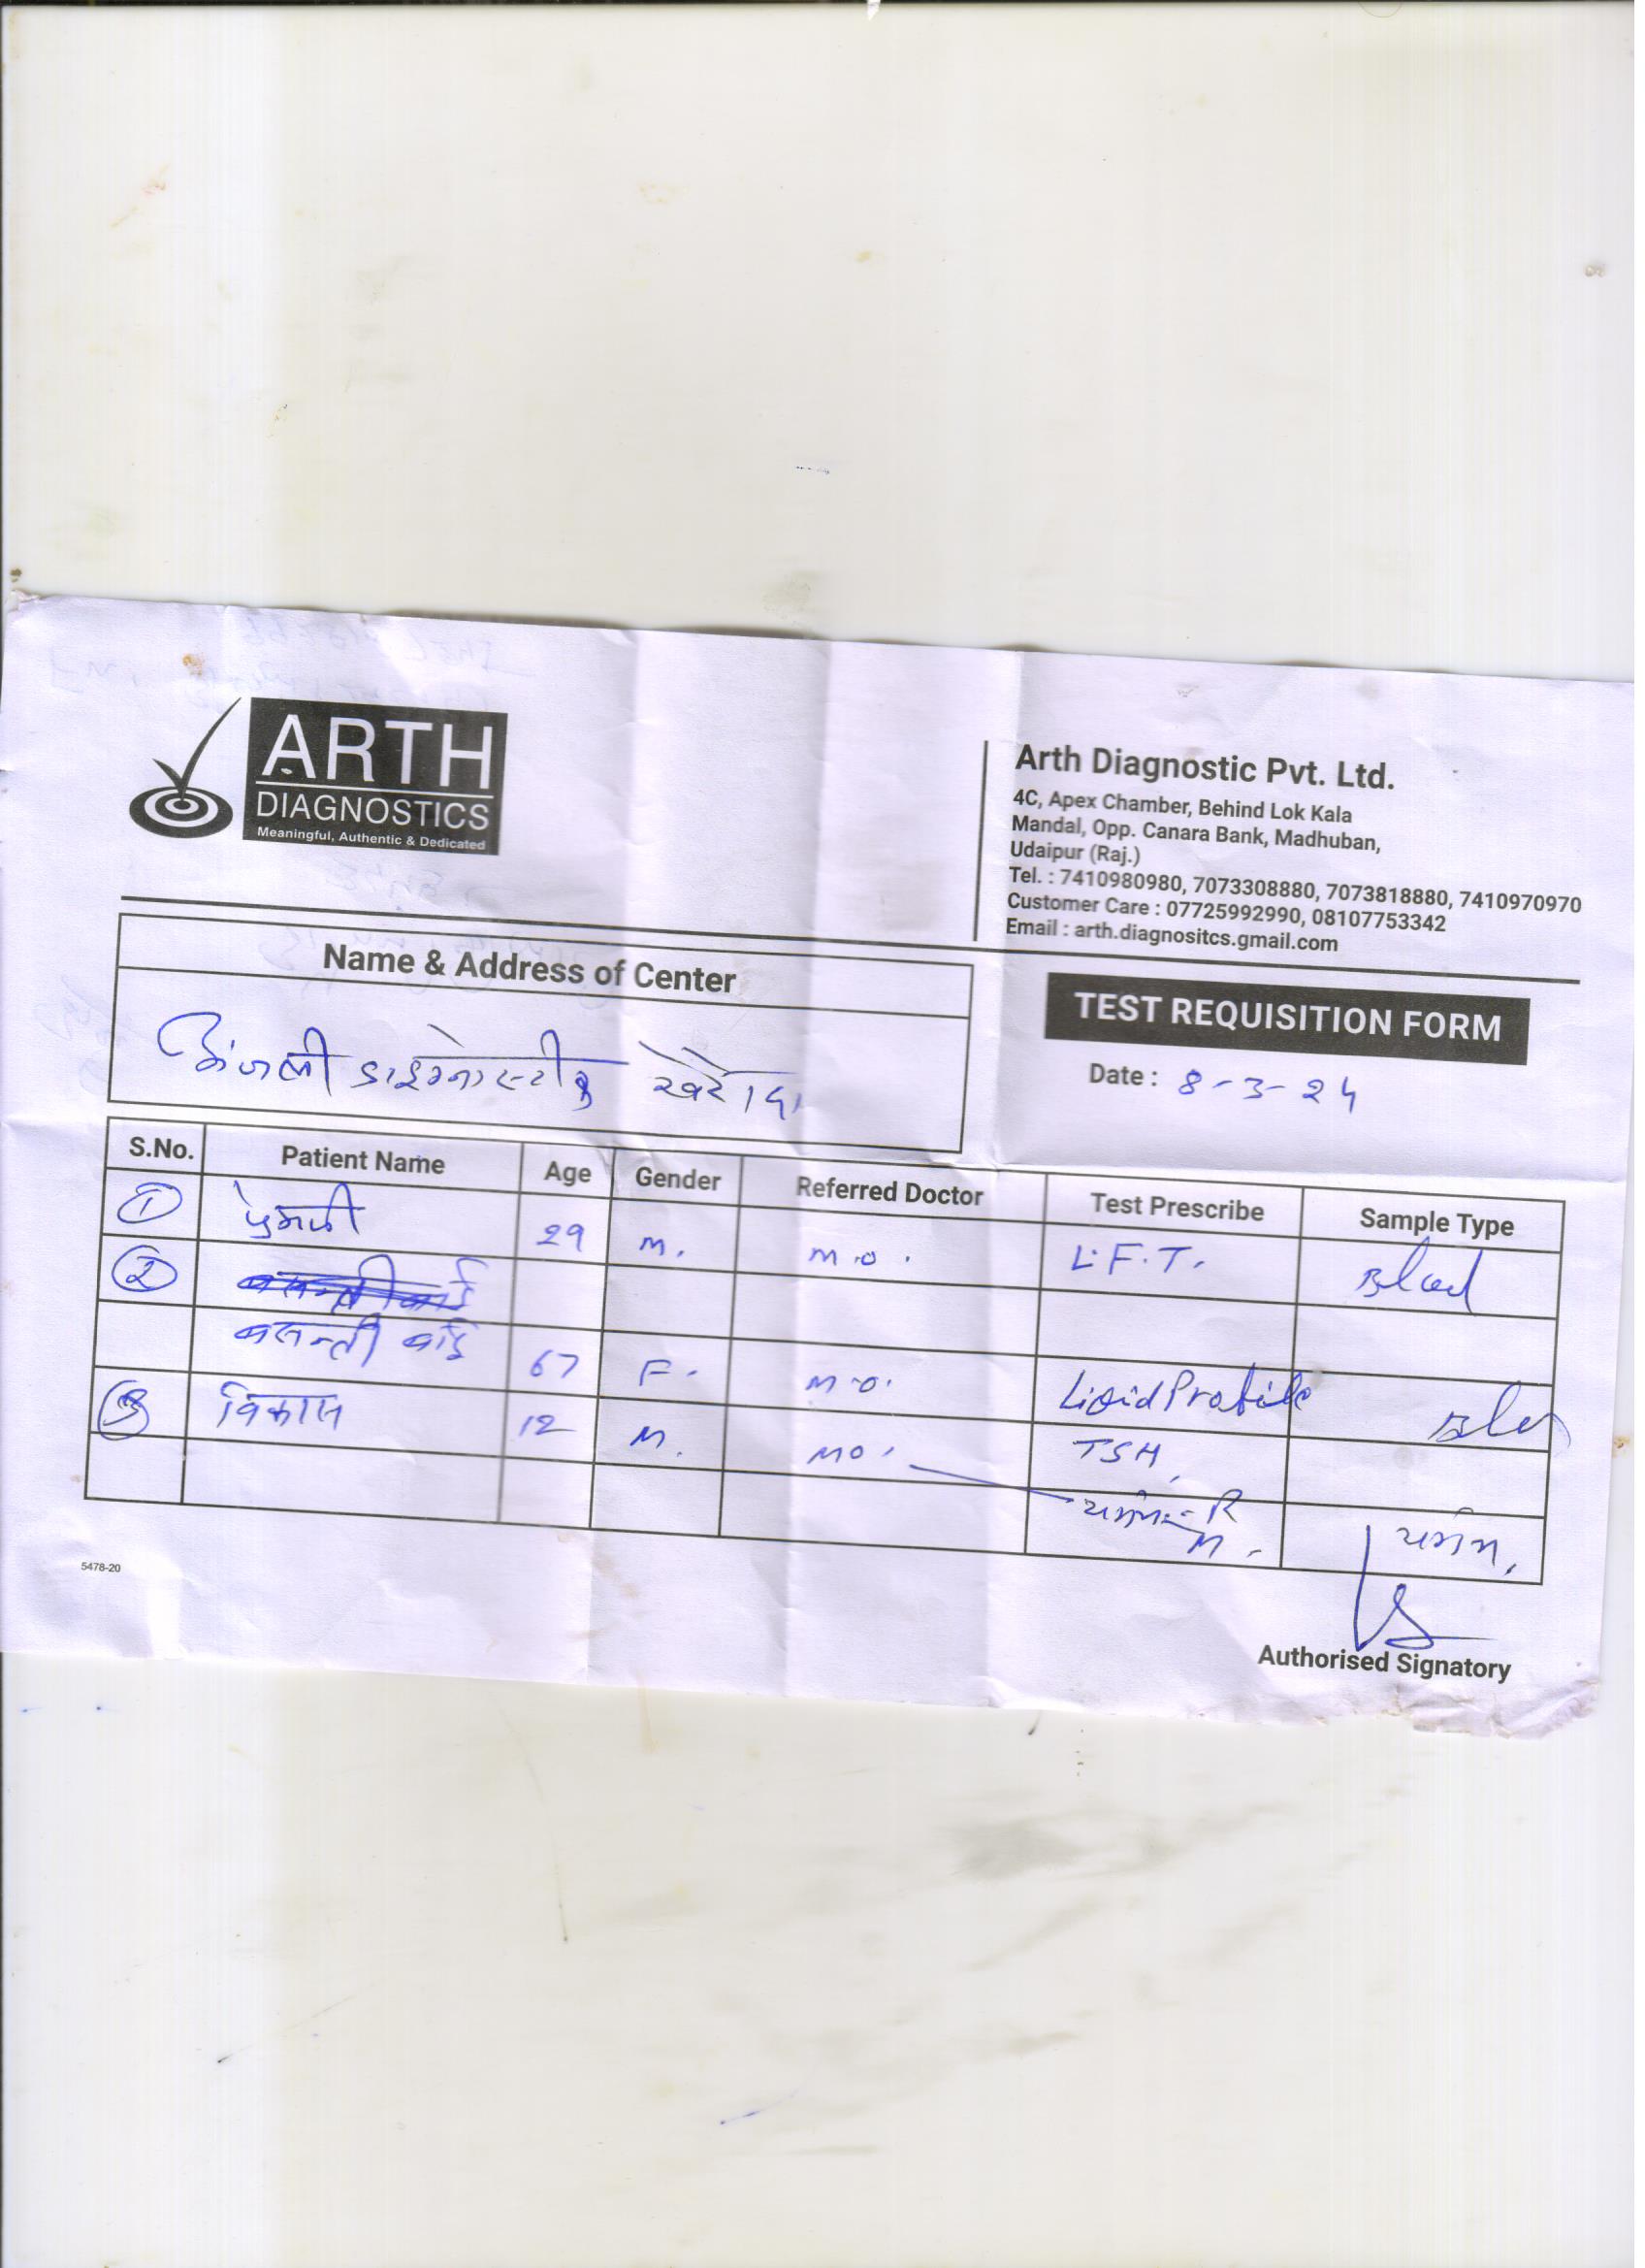 ARTH
DIAGNOSTICS
Meaningful, Authentic & Dedicated
Arth Diagnostic Pvt. Ltd.
4C, Apex Chamber, Behind Lok Kala
Mandal, Opp. Canara Bank, Madhuban,
Udaipur (Raj.)
Tel. : 7410980980, 7073308880, 7073818880, 7410970970
Customer Care : 07725992990, 08107753342
Email : arth.diagnositcs.gmail.com
Name & Address of Center
डाइग्नोस्टीक
TEST REQUISITION FORM
Date : 8-3-24
S.No. Patient Name Age Gender Referred Doctor Test Prescribe Sample Type
1 29 M. M.O. L.F.T. Blood
2
बसन्ती बाई 67 F. M.O. Lipid Profile
3 विकास 12 M. MO. TSH,
R
M
5478-20
Authorised Signatory